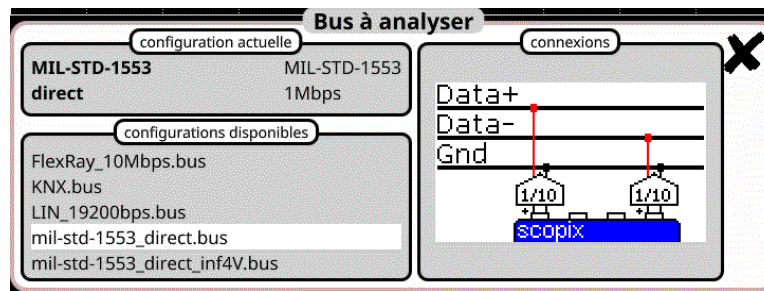 Bus à analyser
configuration actuelle
MIL-STD-1553 MIL-STD-1553
direct 1Mbps
configurations disponibles
FlexRay_10Mbps.bus
KNX.bus
LIN_19200bps.bus
mil-std-1553_direct.bus
mil-std-1553_direct_inf4V.bus
connexions
Data+
Data-
Gnd
1/10 1/10
+ - + -
scopix